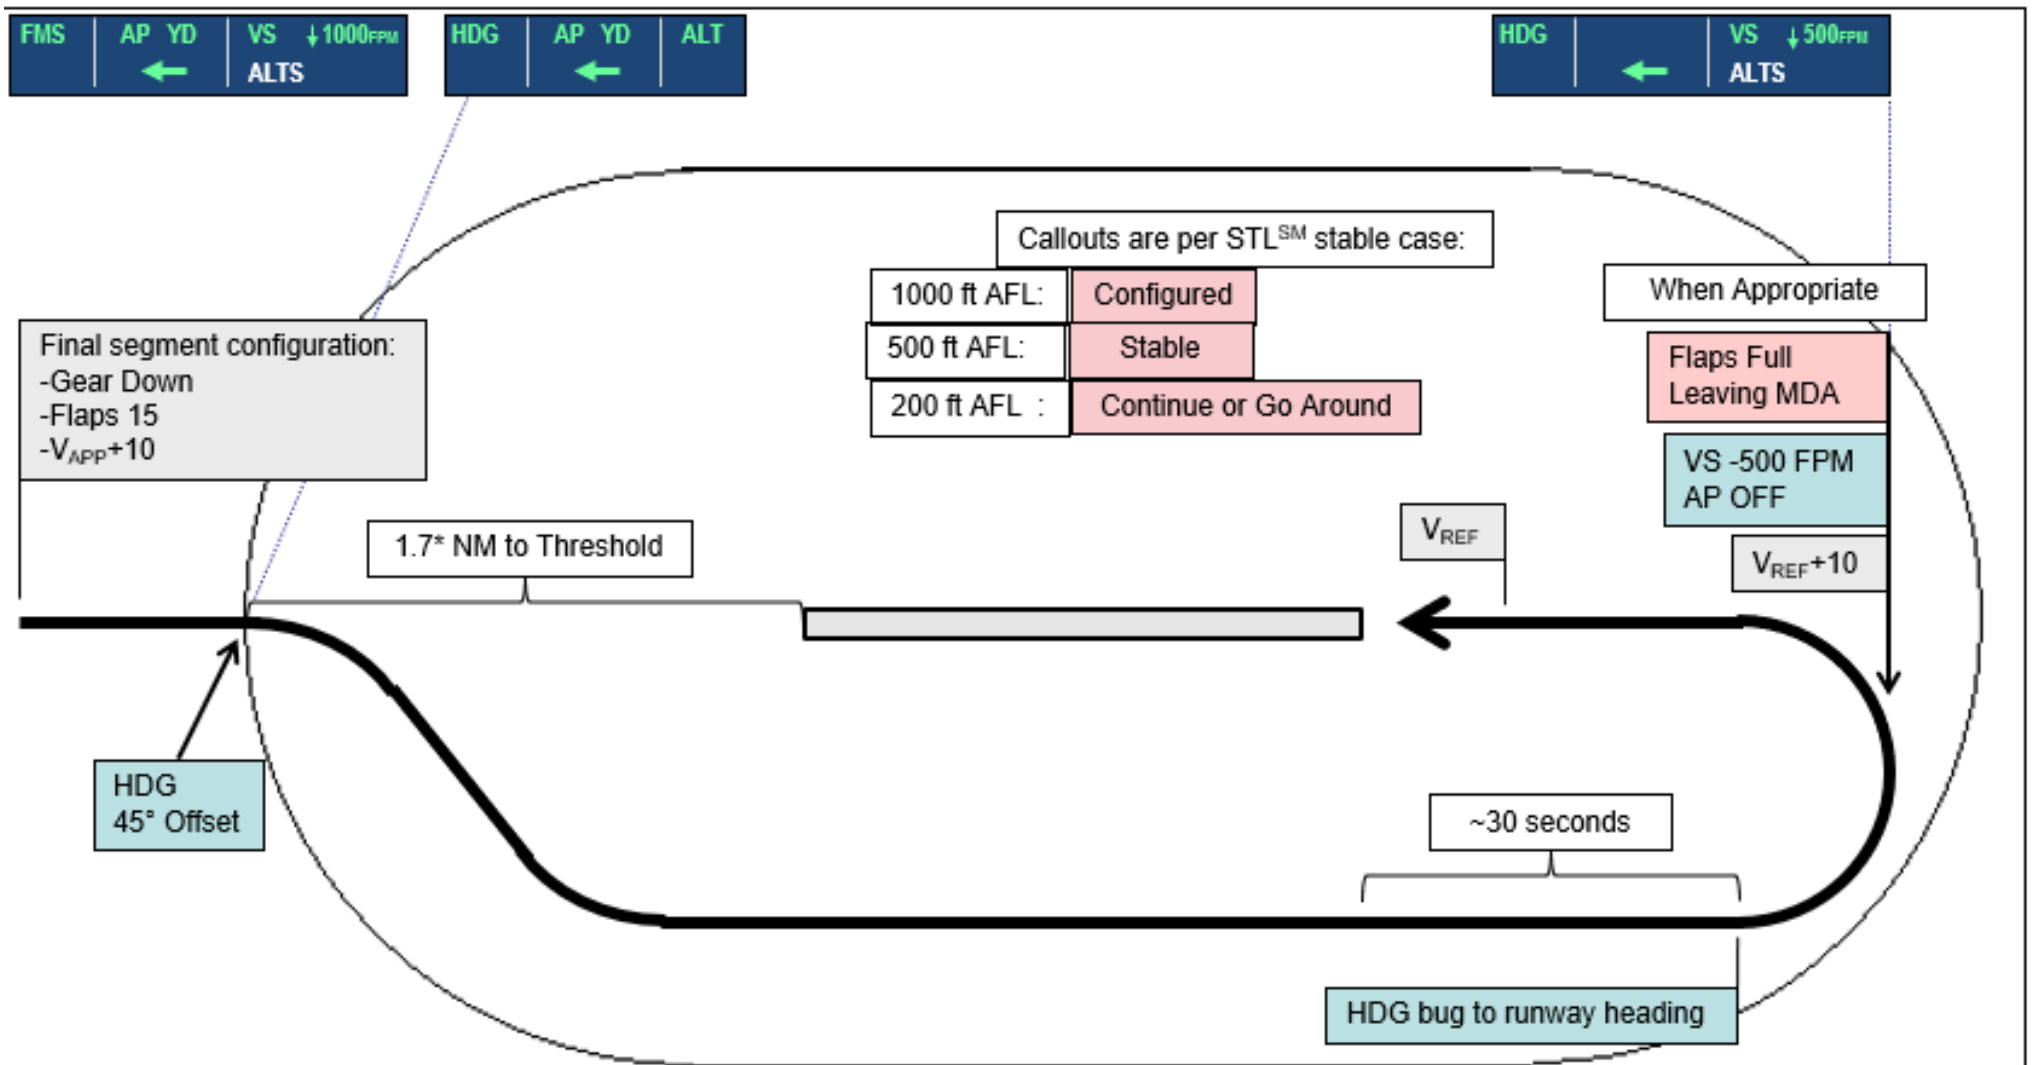 FMS AP YD VS ↓1000FPM
← ALTS
HDG AP YD ALT
←
HDG VS ↓500FPM
← ALTS
Callouts are per STLSM stable case:
1000 ft AFL: Configured
500 ft AFL: Stable
200 ft AFL : Continue or Go Around
When Appropriate
Flaps Full
Leaving MDA
VS -500 FPM
AP OFF
VREF+10
VREF
Final segment configuration:
-Gear Down
-Flaps 15
-VAPP+10
1.7* NM to Threshold
HDG
45° Offset
~30 seconds
HDG bug to runway heading